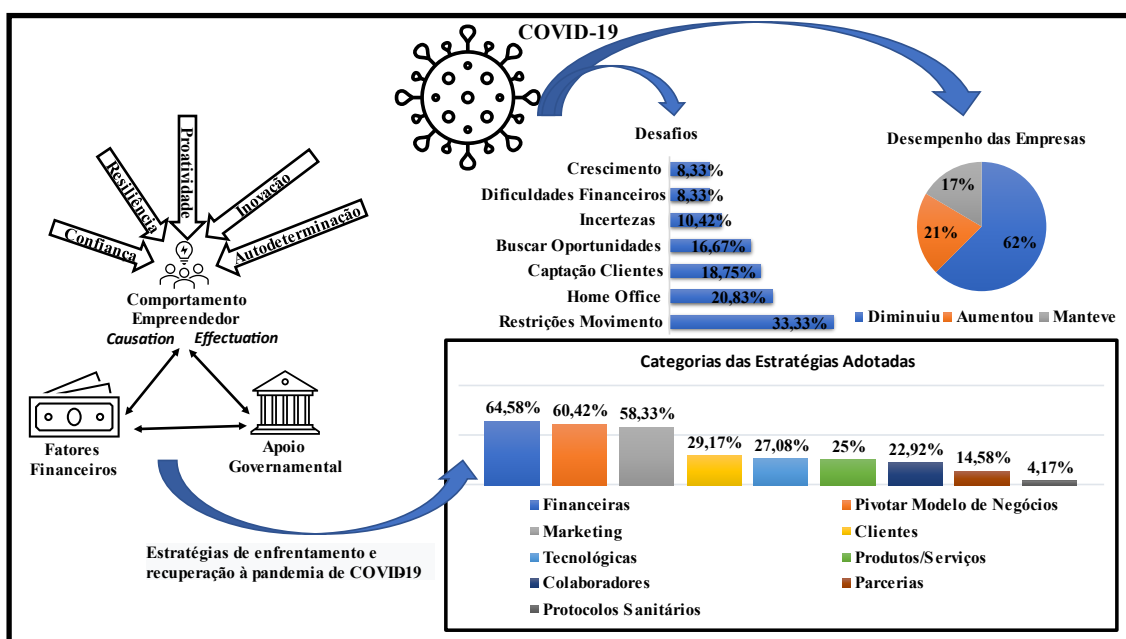 COVID-19
Proatividade
Resiliência
Inovação
Confiança
Autodeterminação
Comportamento
Empreendedor
Causation Effectuation
Fatores
Financeiros
Apoio
Governamental
Estratégias de enfrentamento e
recuperação à pandemia de COVID-19
Desafios
Crescimento 8,33%
Dificuldades Financeiros 8,33%
Incertezas 10,42%
Buscar Oportunidades 16,67%
Captação Clientes 18,75%
Home Office 20,83%
Restrições Movimento 33,33%
Desempenho das Empresas
17%
21%
62%
Diminuiu Aumentou Manteve
Categorias das Estratégias Adotadas
64,58% 60,42% 58,33% 29,17% 27,08% 25% 22,92% 14,58% 4,17%
Financeiras Pivotar Modelo de Negócios
Marketing Clientes
Tecnológicas Produtos/Serviços
Colaboradores Parcerias
Protocolos Sanitários